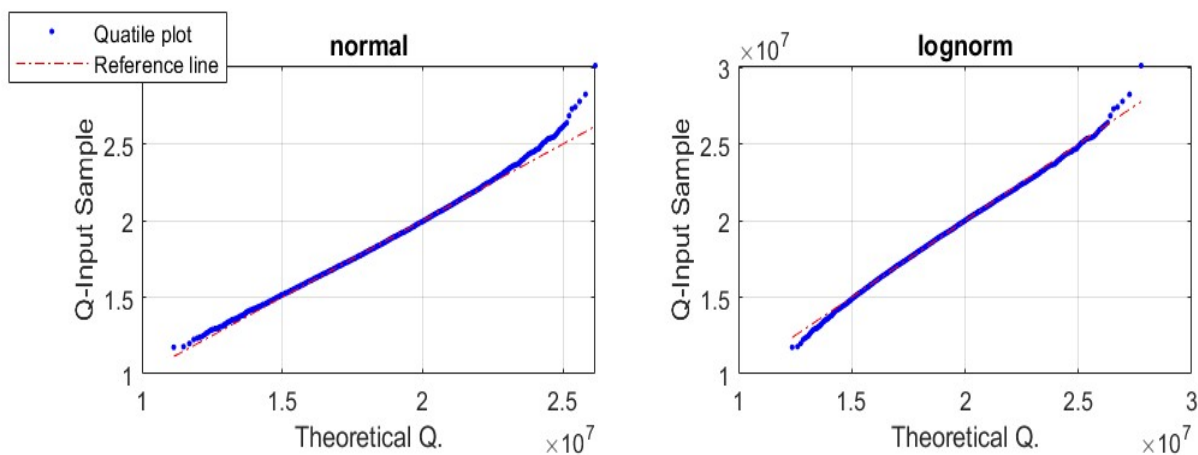 Quatile plot
Reference line
normal
Q-Input Sample
2.5
2
1.5
1
1
1.5
2
2.5
×10^7
Theoretical Q.
×10^7
lognorm
Q-Input Sample
3
2.5
2
1.5
1
1
1.5
2
2.5
3
×10^7
Theoretical Q.